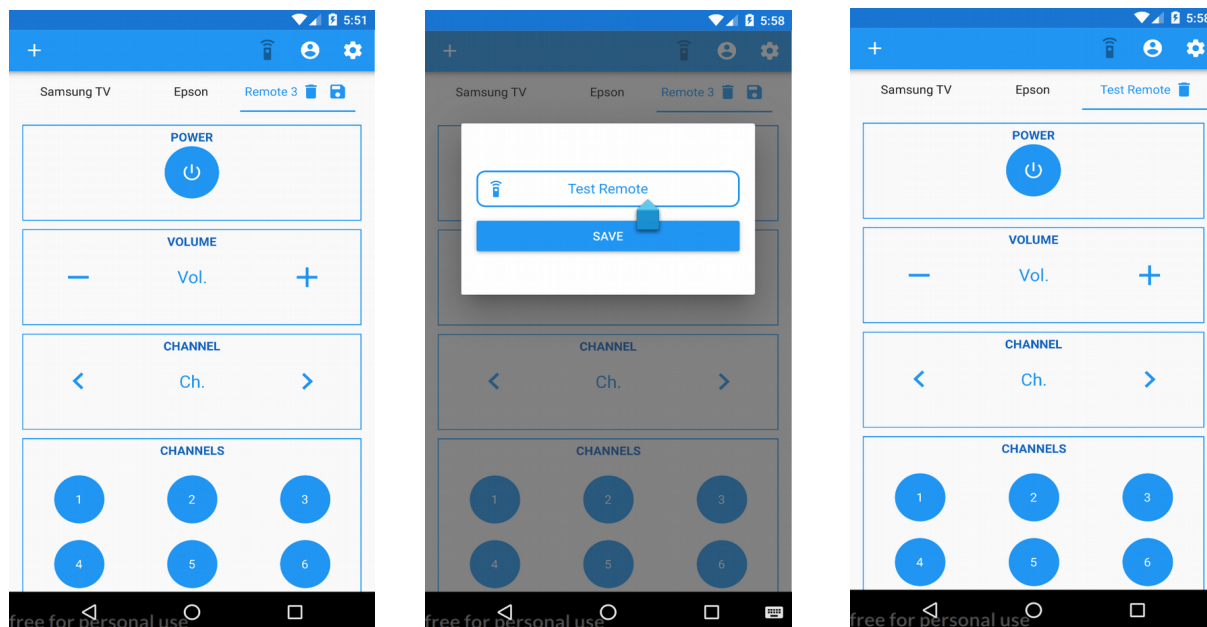 5:51
Samsung TV Epson Remote 3
POWER
VOLUME
Vol.
CHANNEL
Ch.
CHANNELS
1 2 3
4 5 6
free for personal use
5:58
Samsung TV Epson Remote 3
Test Remote
SAVE
CHANNEL
Ch.
CHANNELS
1 2 3
4 5 6
free for personal use
5:58
Samsung TV Epson Test Remote
POWER
VOLUME
Vol.
CHANNEL
Ch.
CHANNELS
1 2 3
4 5 6
free for personal use